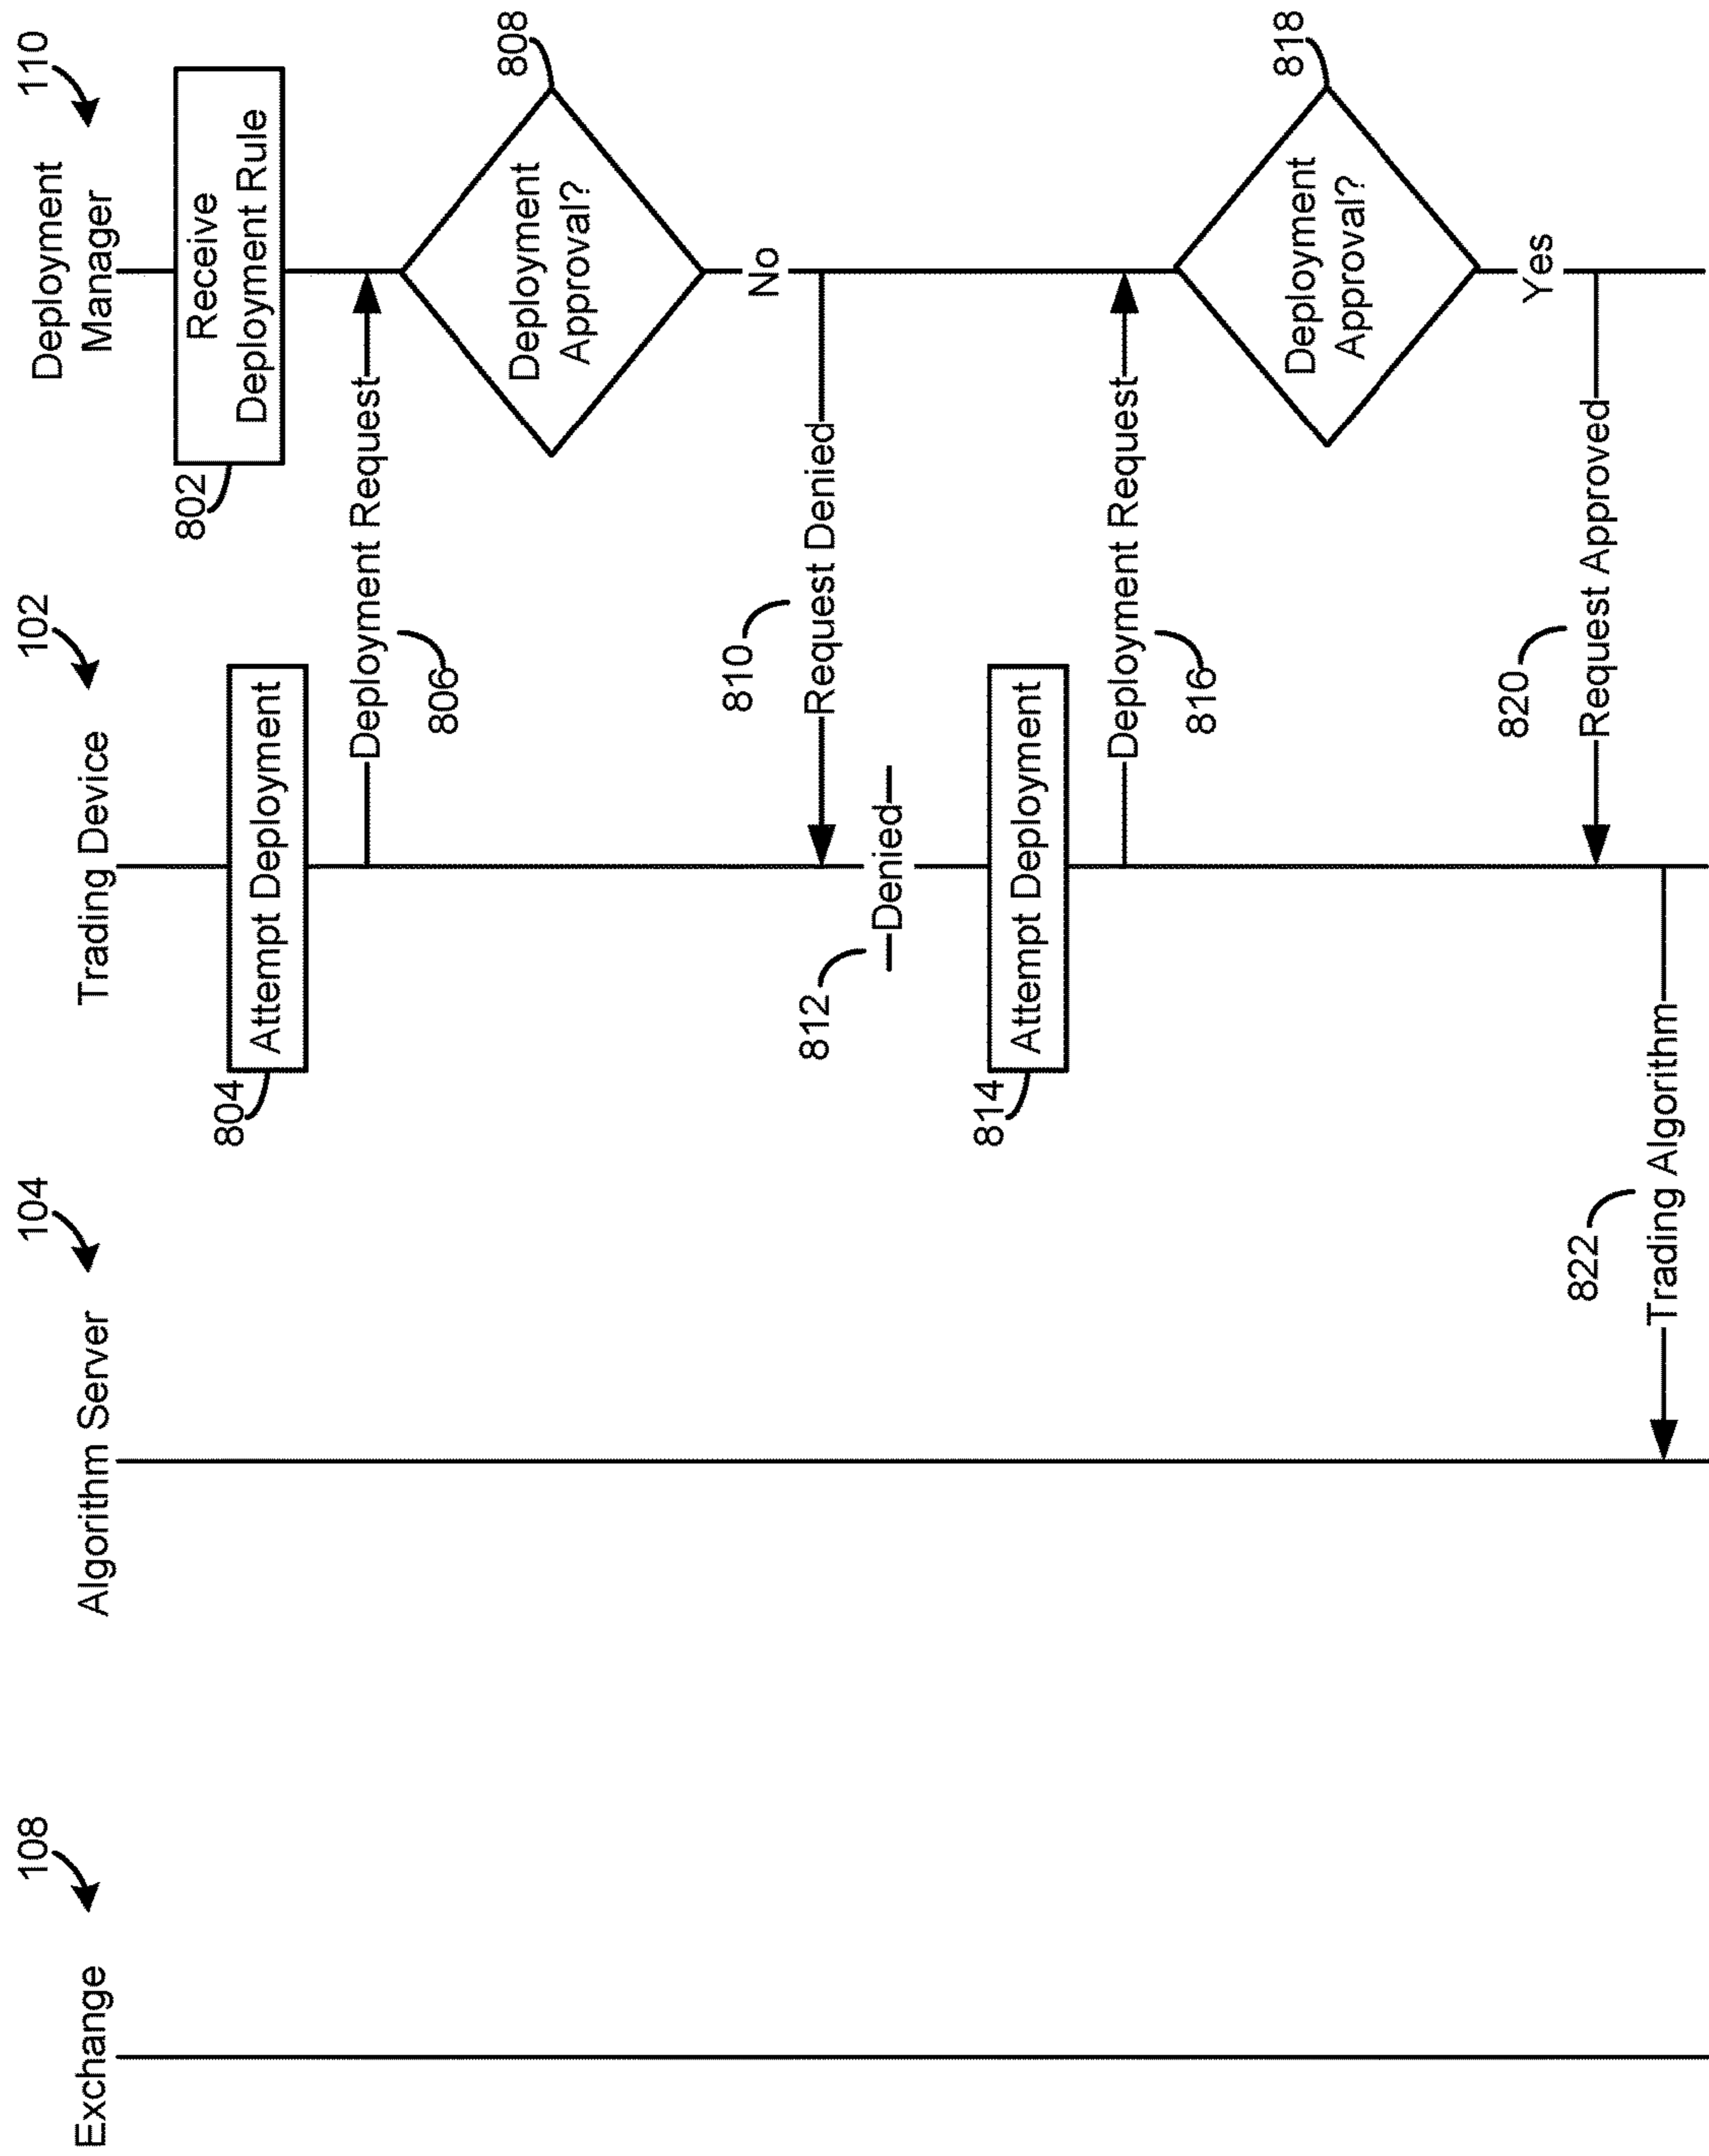 108
Exchange
104
Algorithm Server
102
Trading Device
110
Deployment
Manager
802
Receive
Deployment Rule
804
Attempt Deployment
Deployment Request
806
808
Deployment
Approval?
No
810
Request Denied
812
Denied
814
Attempt Deployment
Deployment Request
816
818
Deployment
Approval?
Yes
820
Request Approved
822
Trading Algorithm